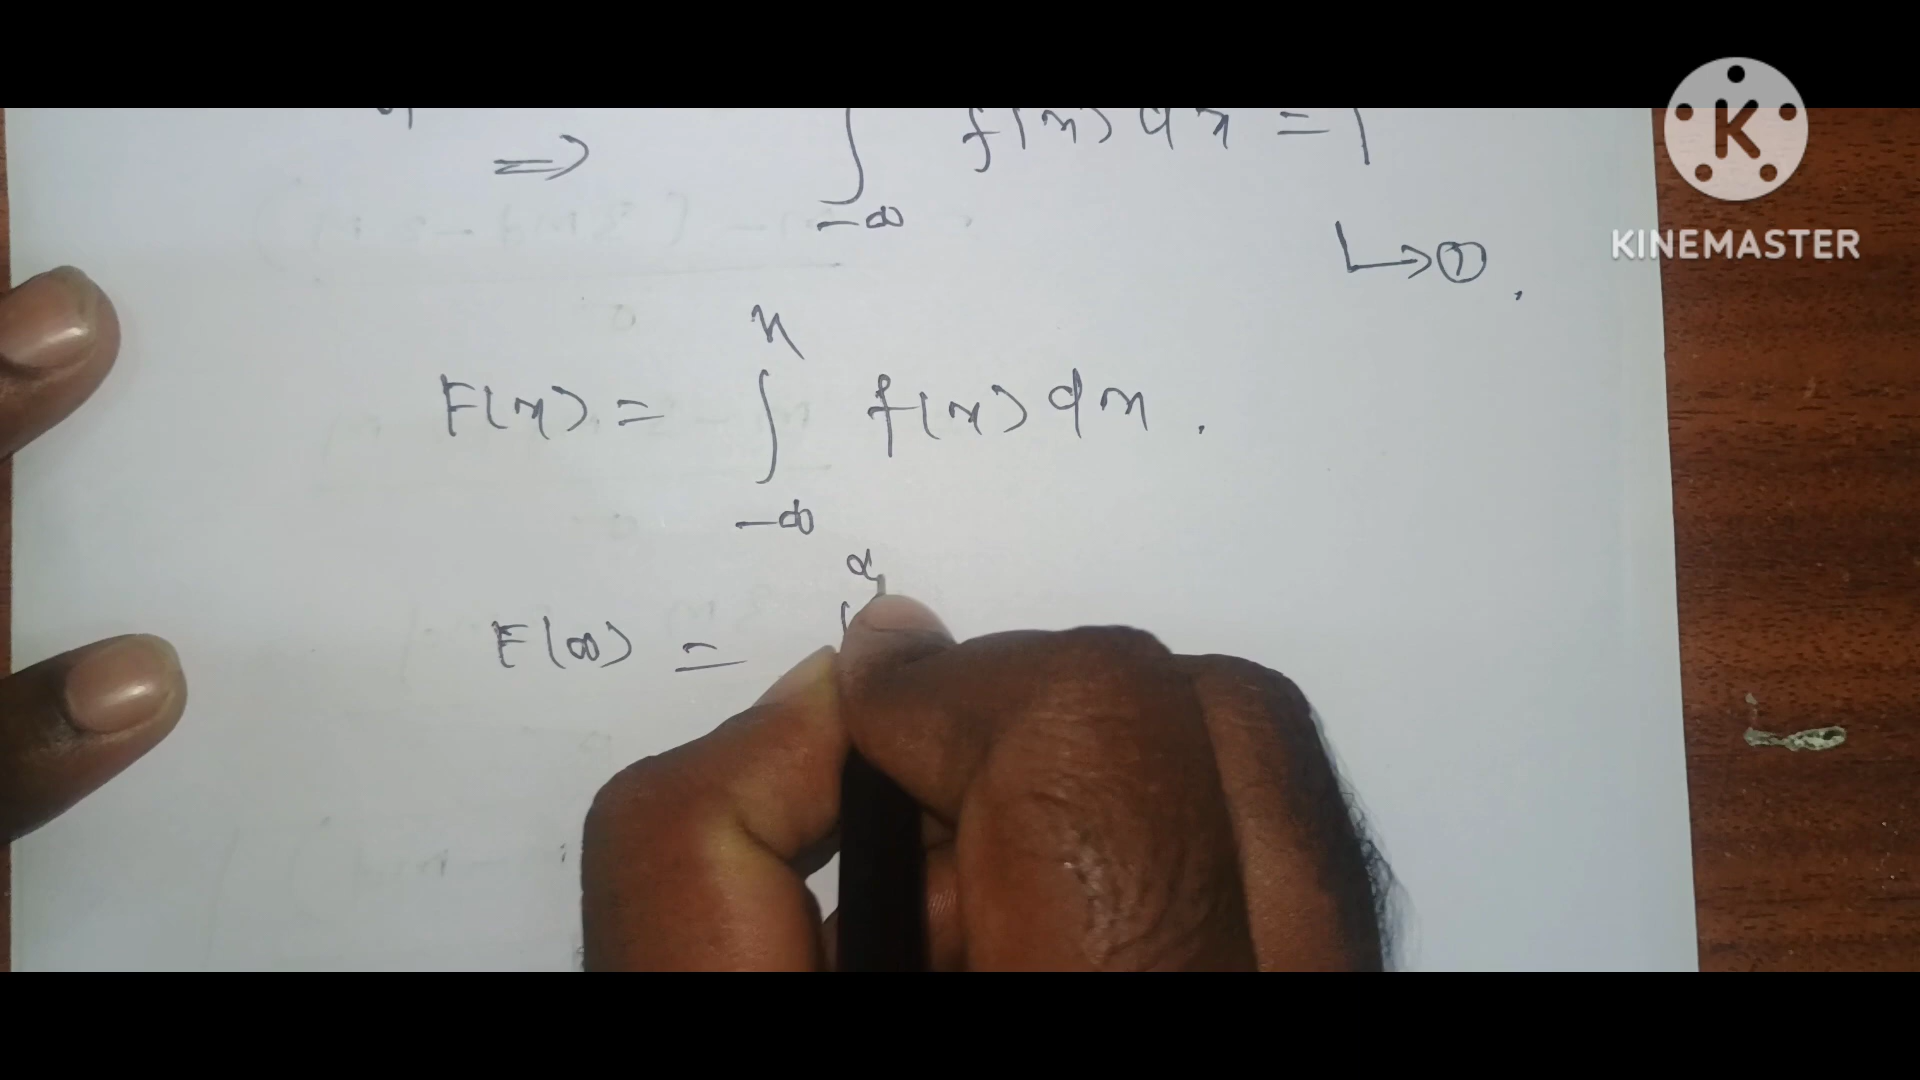 ⇒ ∫ f(x) dx = 1
-∞
↳ ①
K
KINEMASTER
x
F(x) = ∫ f(x) dx.
-∞
∞
F(∞) = ∫